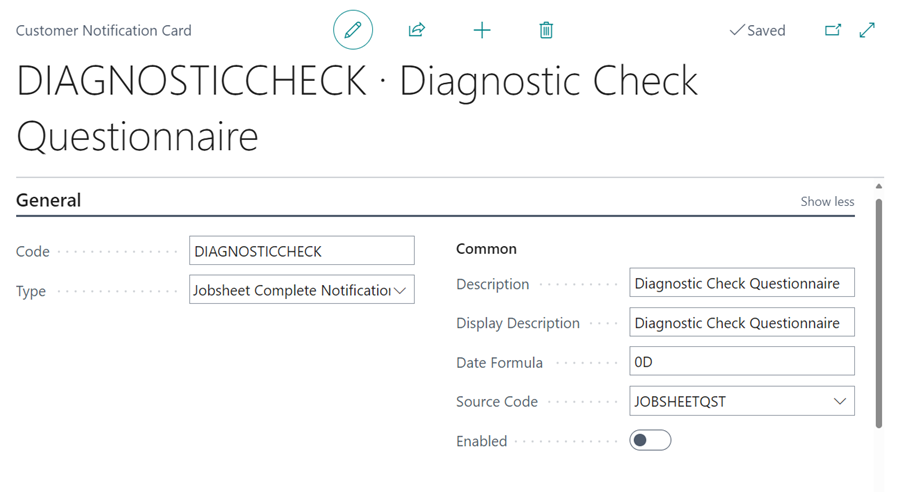 Customer Notification Card
Saved
DIAGNOSTICCHECK · Diagnostic Check
Questionnaire
General
Show less
Code
DIAGNOSTICCHECK
Type
Jobsheet Complete Notification
Common
Description
Diagnostic Check Questionnaire
Display Description
Diagnostic Check Questionnaire
Date Formula
0D
Source Code
JOBSHEETQST
Enabled